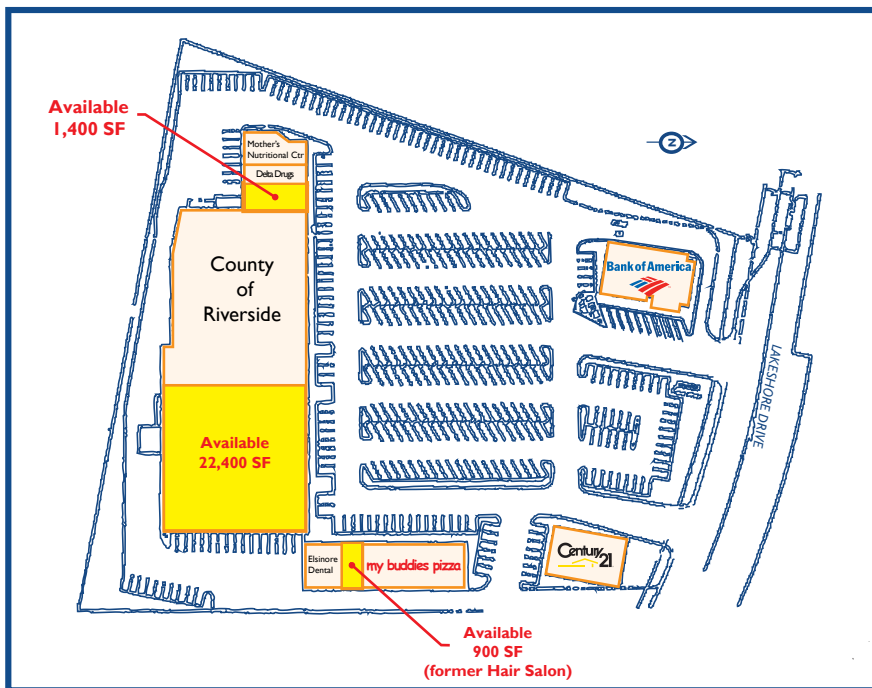 Available
1,400 SF
Mother's
Nutritional Ctr
Delta Drugs
N
County
of
Riverside
Bank of America
LAKESHORE DRIVE
Available
22,400 SF
Elsinore
Dental
my buddies pizza
Century
21
Available
900 SF
(former Hair Salon)